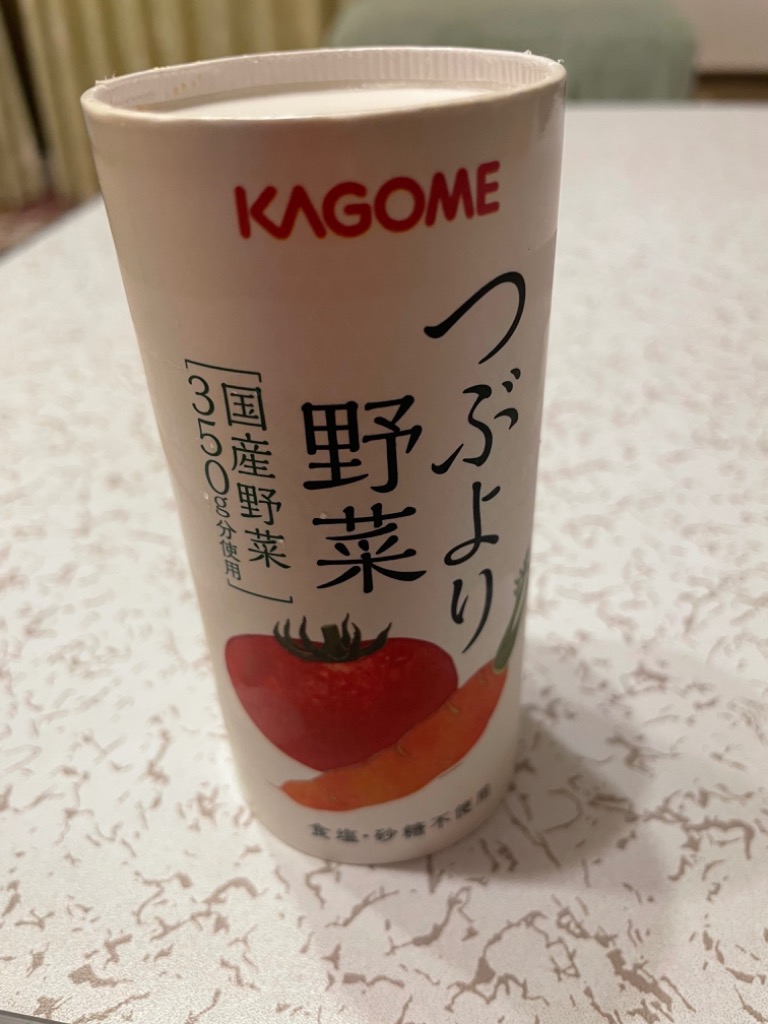 KAGOME
つぶより
野菜
国産野菜
350g分使用
食塩・砂糖不使用